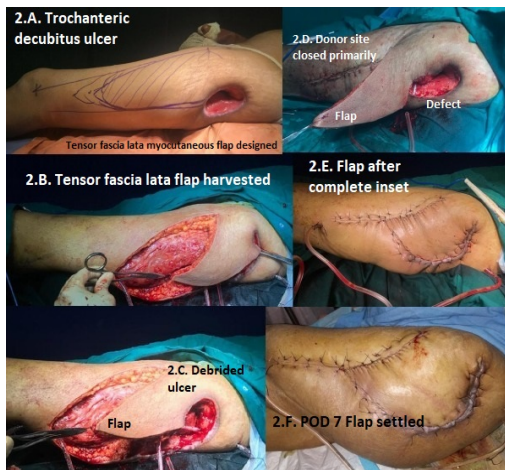 2.A. Trochanteric
decubitus ulcer
Tensor fascia lata myocutaneous flap designed
2.B. Tensor fascia lata flap harvested
Flap
2.C. Debrided
ulcer
2.D. Donor site
closed primarily
Flap
Defect
2.E. Flap after
complete inset
2.F. POD 7 Flap settled